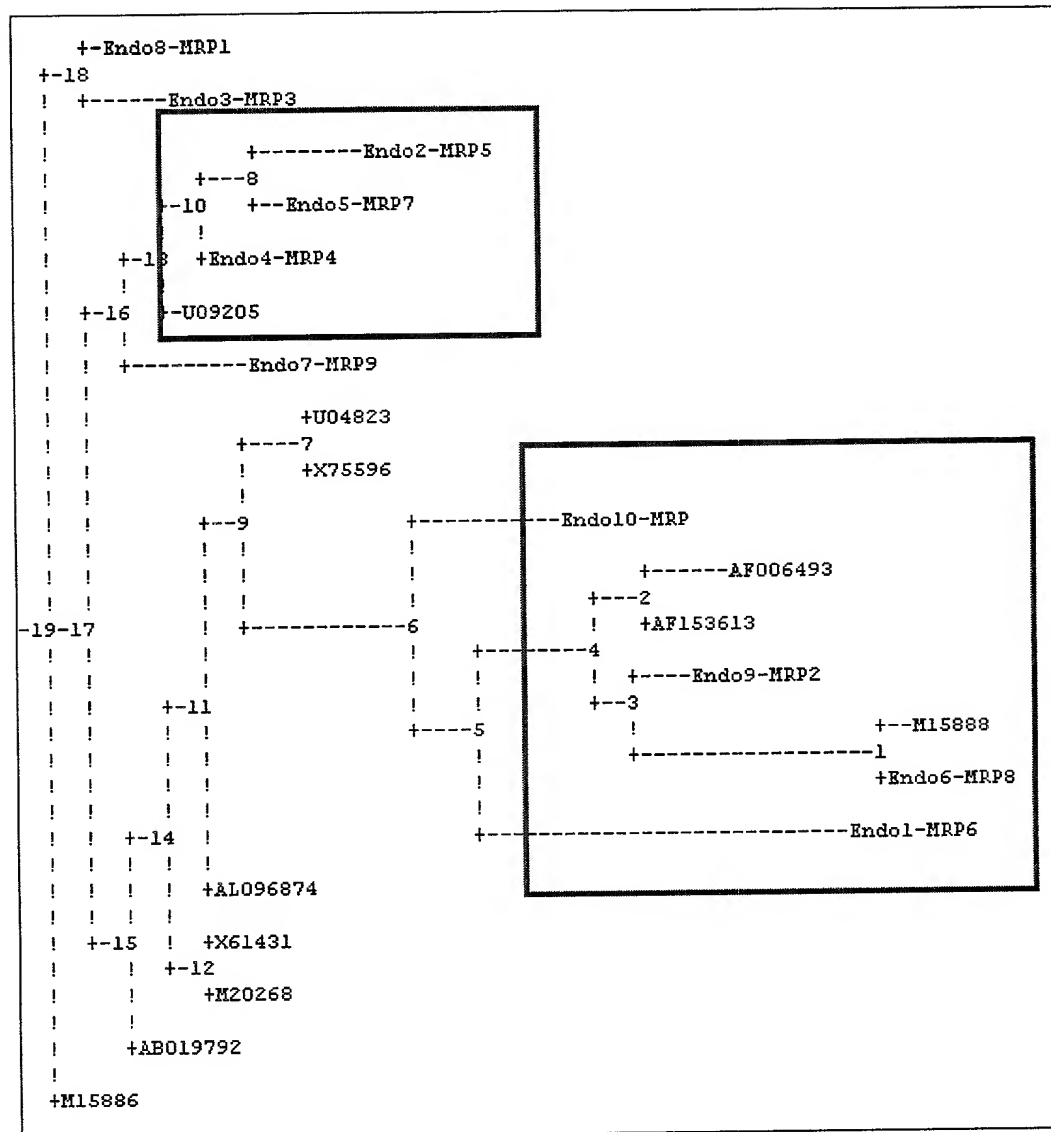 +-Endo8-MRP1
+-18
! +------Endo3-MRP3
!
! +---------Endo2-MRP5
! +---8
! +-10 +--Endo5-MRP7
! ! !
! +-13 +Endo4-MRP4
! ! !
! +-16 +-U09205
! ! !
! ! +----------Endo7-MRP9
! !
! ! +U04823
! ! +----7
! ! ! +X75596
! ! !
! ! +--9 +------------Endo10-MRP
! ! ! ! !
! ! ! ! ! +------AF006493
! ! ! ! ! +---2
-19-17 ! +-------------6 ! +AF153613
! ! ! ! +--------4
! ! ! ! ! ! +----Endo9-MRP2
! ! +-11 ! ! +--3
! ! ! ! +----5 ! +--M15888
! ! ! ! ! +-------------------1
! ! ! ! ! +Endo6-MRP8
! ! ! ! !
! ! +-14 ! +----------------------------Endo1-MRP6
! ! ! ! !
! ! ! ! +AL096874
! ! ! !
! +-15 ! +X61431
! ! +-12
! ! +M20268
! !
! +AB019792
!
+M15886